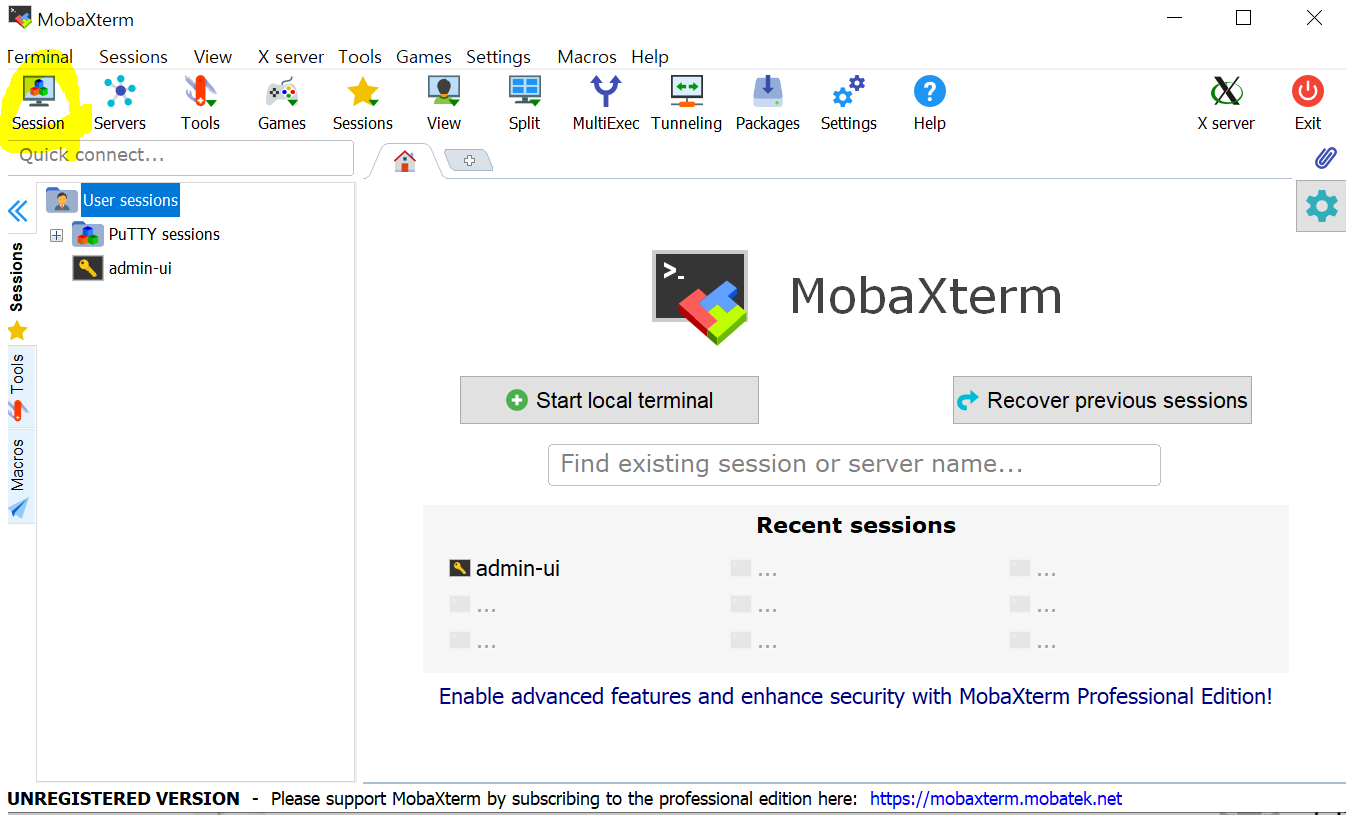 MobaXterm
Terminal Sessions View X server Tools Games Settings Macros Help
Session Servers Tools Games Sessions View Split MultiExec Tunneling Packages Settings Help X server Exit
Quick connect...
User sessions
PuTTY sessions
admin-ui
Sessions
Tools
Macros
>_ MobaXterm
Start local terminal Recover previous sessions
Find existing session or server name...
Recent sessions
admin-ui ... ...
... ... ...
... ... ...
Enable advanced features and enhance security with MobaXterm Professional Edition!
UNREGISTERED VERSION - Please support MobaXterm by subscribing to the professional edition here: https://mobaxterm.mobatek.net